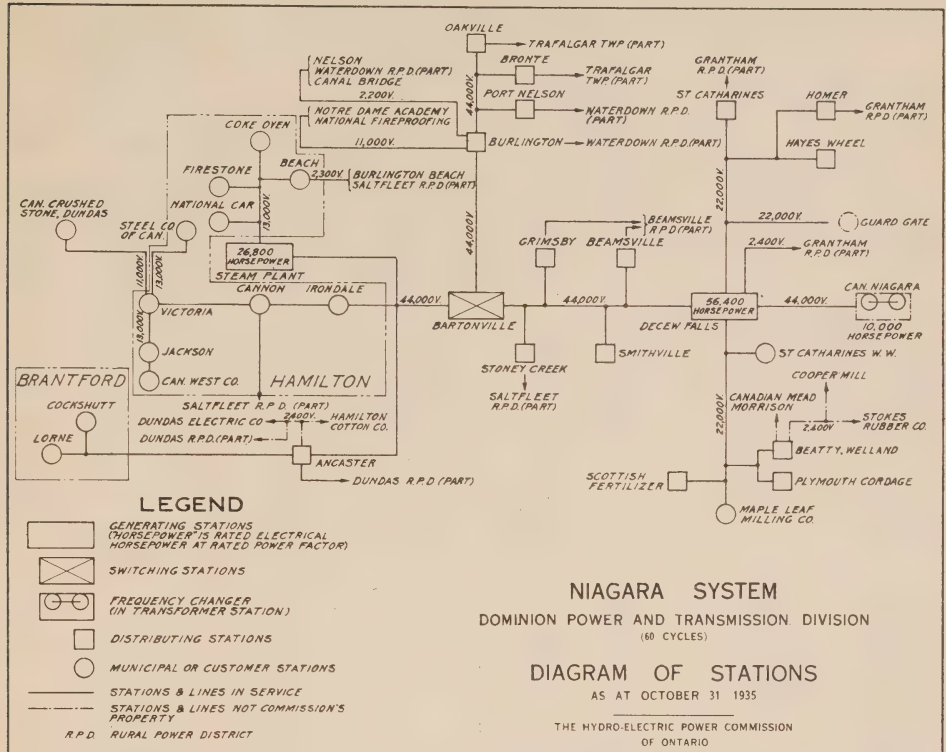 OAKVILLE
TRAFALGAR TWP (PART)
BRONTE
TRAFALGAR
TWP. (PART)
PORT NELSON
WATERDOWN R.P.D.
(PART)
44,000V.
NELSON
WATERDOWN R.P.D. (PART)
CANAL BRIDGE
2,200V.
NOTRE DAME ACADEMY
NATIONAL FIREPROOFING
11,000V.
BURLINGTON
WATERDOWN R.P.D. (PART)
GRANTHAM
R.P.D. (PART)
ST CATHARINES
HOMER
GRANTHAM
R.P.D (PART)
HAYES WHEEL
22,000V.
22,000V.
GUARD GATE
2,400V.
GRANTHAM
R.P.D. (PART)
COKE OVEN
BEACH
2,300V.
BURLINGTON BEACH
SALTFLEET R.P.D (PART)
FIRESTONE
NATIONAL CAR
13,000V.
CAN. CRUSHED
STONE, DUNDAS
STEEL CO
OF CAN.
11,000V.
13,000V.
26,800
HORSEPOWER
STEAM PLANT
VICTORIA
CANNON
IRONDALE
44,000V.
44,000V.
BARTONVILLE
GRIMSBY
BEAMSVILLE
BEAMSVILLE
R.P.D (PART)
44,000V.
56,400
HORSEPOWER
DECEW FALLS
44,000V.
CAN. NIAGARA
10,000
HORSEPOWER
13,000V.
JACKSON
CAN. WEST CO.
HAMILTON
STONEY CREEK
SALTFLEET
R.P.D. (PART)
SMITHVILLE
ST CATHARINES W.W.
COOPER MILL
CANADIAN MEAD
MORRISON
22,000V.
2,400V.
STOKES
RUBBER CO.
BEATTY, WELLAND
PLYMOUTH CORDAGE
SCOTTISH
FERTILIZER
MAPLE LEAF
MILLING CO.
BRANTFORD
COCKSHUTT
LORNE
SALTFLEET R.P.D. (PART)
DUNDAS ELECTRIC CO
2,400V.
HAMILTON
COTTON CO.
DUNDAS R.P.D. (PART)
ANCASTER
DUNDAS R.P.D (PART)
LEGEND
GENERATING STATIONS
("HORSEPOWER" IS RATED ELECTRICAL
HORSEPOWER AT RATED POWER FACTOR)
SWITCHING STATIONS
FREQUENCY CHANGER
(IN TRANSFORMER STATION)
DISTRIBUTING STATIONS
MUNICIPAL OR CUSTOMER STATIONS
STATIONS & LINES IN SERVICE
STATIONS & LINES NOT COMMISSION'S
PROPERTY
R.P.D. RURAL POWER DISTRICT
NIAGARA SYSTEM
DOMINION POWER AND TRANSMISSION DIVISION
(60 CYCLES)
DIAGRAM OF STATIONS
AS AT OCTOBER 31 1935
THE HYDRO-ELECTRIC POWER COMMISSION
OF ONTARIO